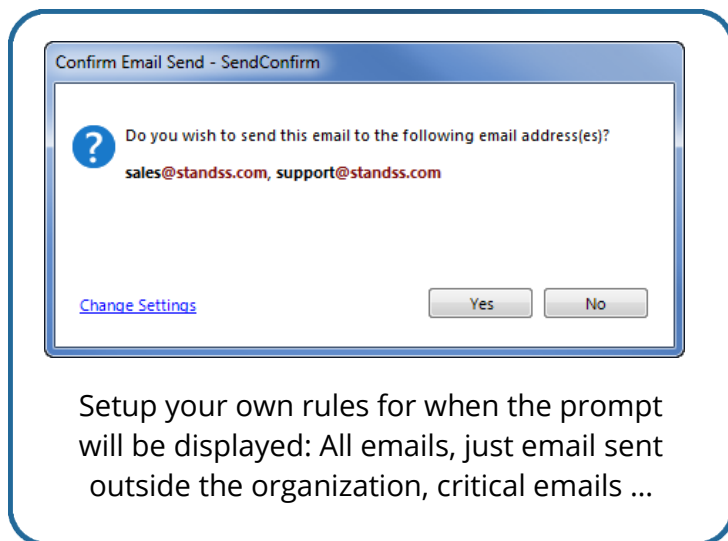 Confirm Email Send - SendConfirm
Do you wish to send this email to the following email address(es)?
sales@standss.com, support@standss.com
Change Settings
Yes
No
Setup your own rules for when the prompt
will be displayed: All emails, just email sent
outside the organization, critical emails ...